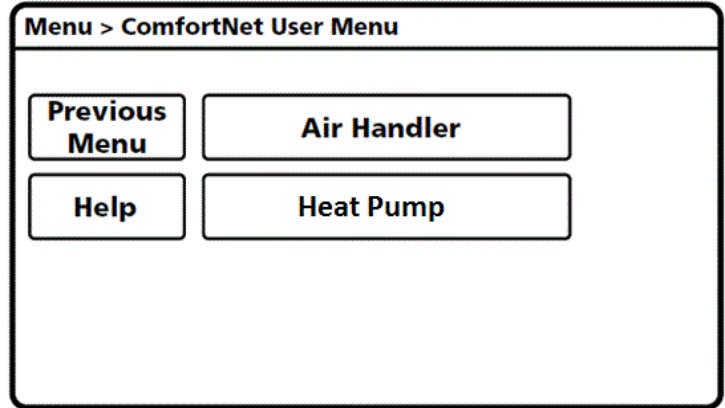 Menu > ComfortNet User Menu
Previous
Menu
Air Handler
Help
Heat Pump